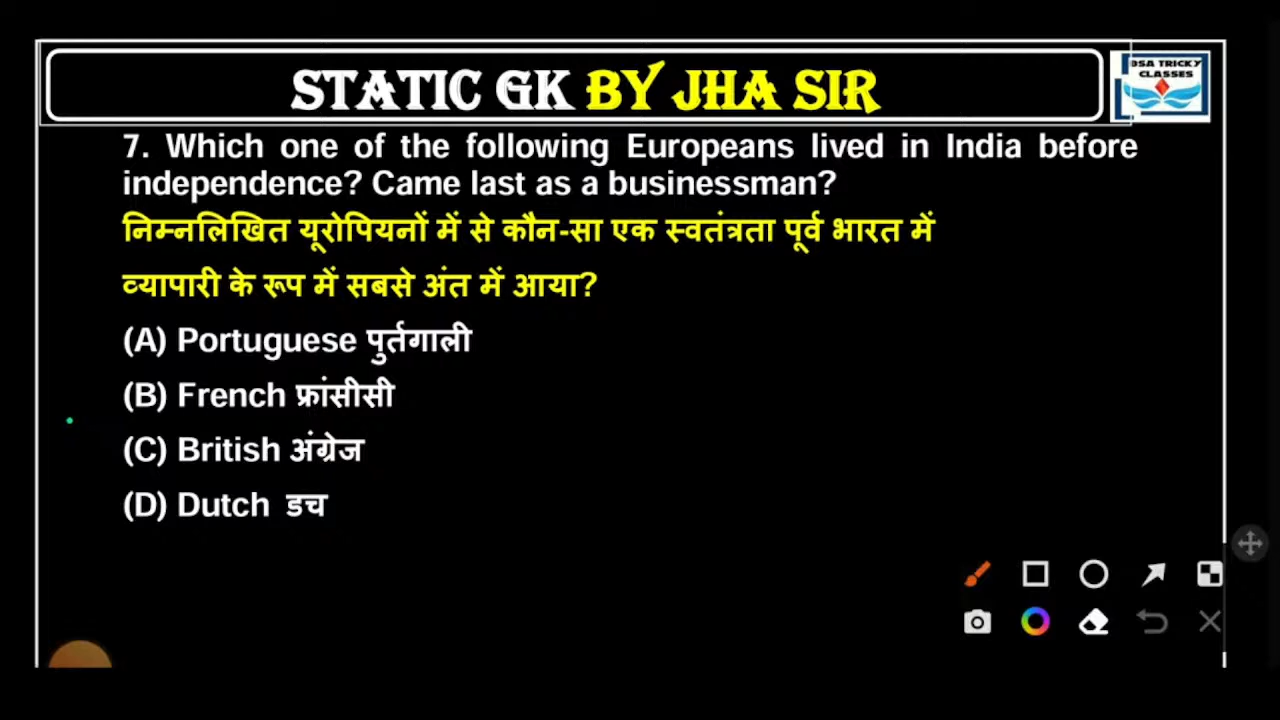 STATIC GK BY JHA SIR
BSA TRICKY
CLASSES
7. Which one of the following Europeans lived in India before
independence? Came last as a businessman?
निम्नलिखित यूरोपियनों में से कौन-सा एक स्वतंत्रता पूर्व भारत में
व्यापारी के रूप में सबसे अंत में आया?
(A) Portuguese पुर्तगाली
(B) French फ्रांसीसी
(C) British अंग्रेज
(D) Dutch डच